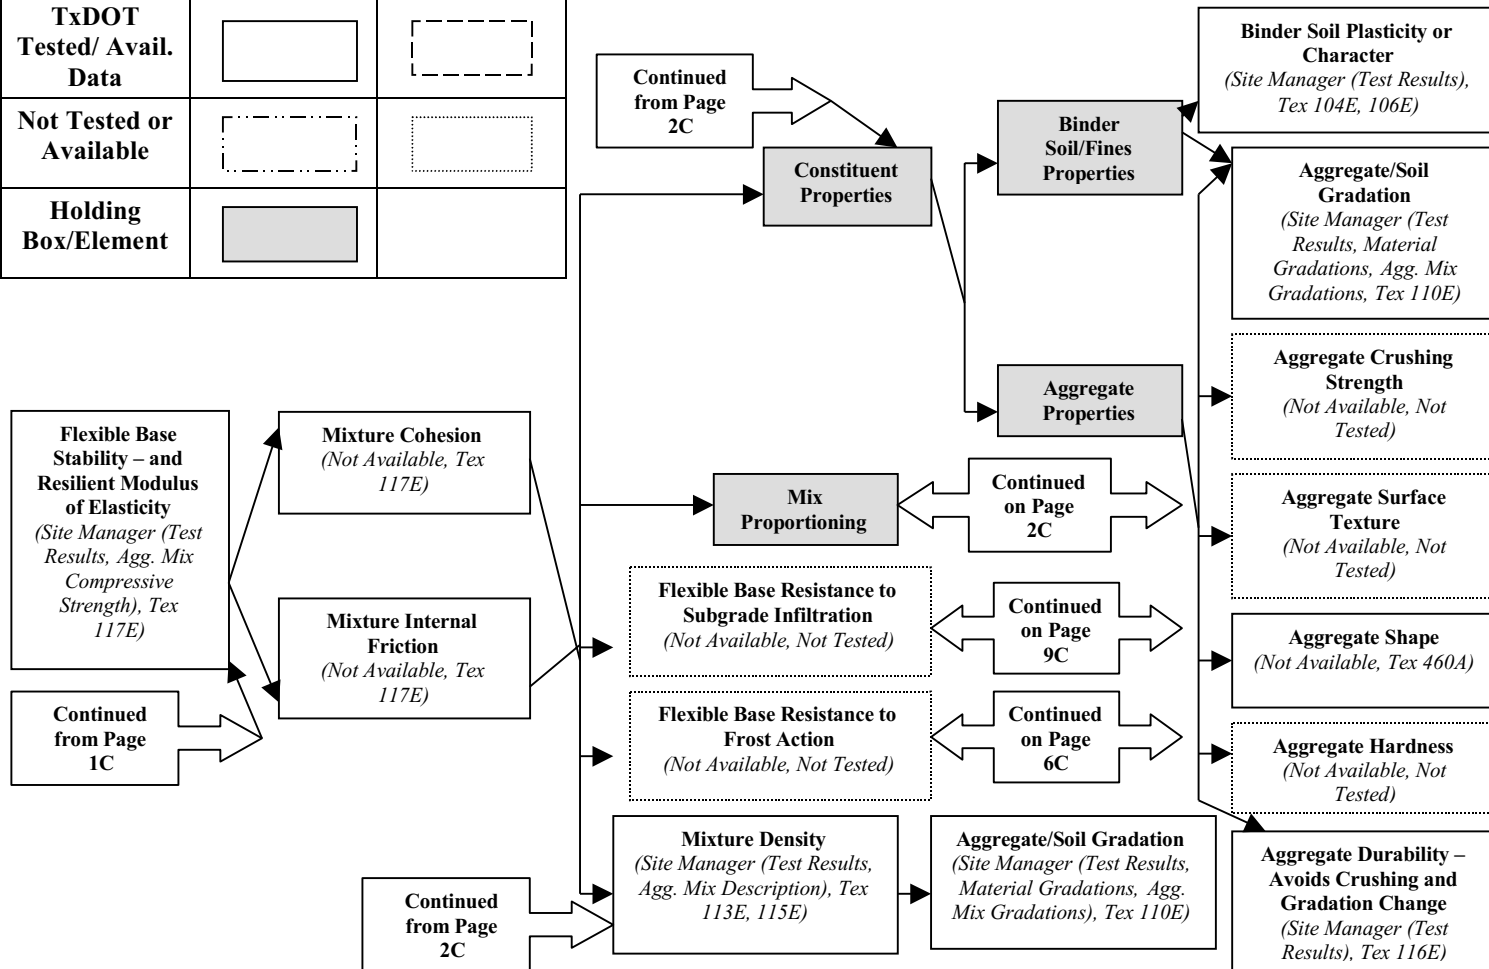 TxDOT
Tested/ Avail.
Data
Not Tested or
Available
Holding
Box/Element
Continued
from Page
2C
Constituent
Properties
Binder
Soil/Fines
Properties
Binder Soil Plasticity or
Character
(Site Manager (Test Results),
Tex 104E, 106E)
Aggregate/Soil
Gradation
(Site Manager (Test
Results, Material
Gradations, Agg. Mix
Gradations, Tex 110E)
Aggregate Crushing
Strength
(Not Available, Not
Tested)
Aggregate
Properties
Flexible Base
Stability – and
Resilient Modulus
of Elasticity
(Site Manager (Test
Results, Agg. Mix
Compressive
Strength), Tex
117E)
Mixture Cohesion
(Not Available, Tex
117E)
Mix
Proportioning
Continued
on Page
2C
Aggregate Surface
Texture
(Not Available, Not
Tested)
Mixture Internal
Friction
(Not Available, Tex
117E)
Flexible Base Resistance to
Subgrade Infiltration
(Not Available, Not Tested)
Continued
on Page
9C
Aggregate Shape
(Not Available, Tex 460A)
Continued
from Page
1C
Flexible Base Resistance to
Frost Action
(Not Available, Not Tested)
Continued
on Page
6C
Aggregate Hardness
(Not Available, Not
Tested)
Continued
from Page
2C
Mixture Density
(Site Manager (Test Results,
Agg. Mix Description), Tex
113E, 115E)
Aggregate/Soil Gradation
(Site Manager (Test Results,
Material Gradations, Agg.
Mix Gradations), Tex 110E)
Aggregate Durability –
Avoids Crushing and
Gradation Change
(Site Manager (Test
Results), Tex 116E)